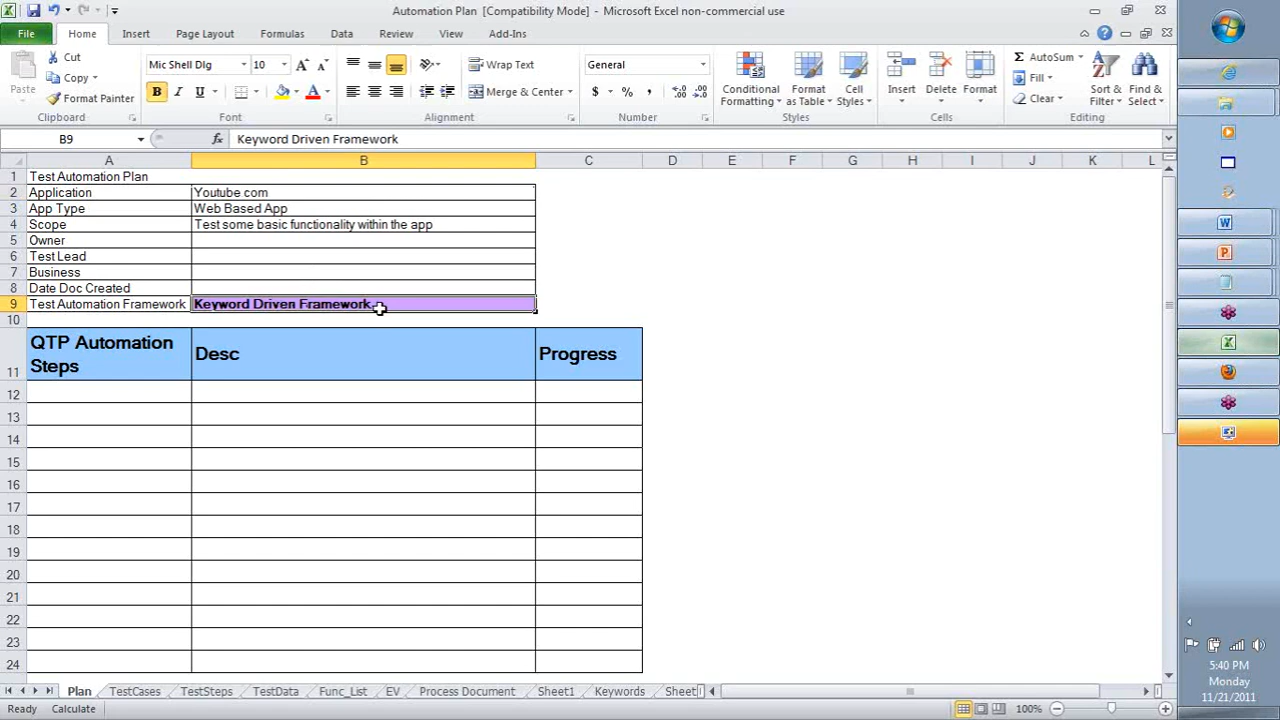 Automation Plan [Compatibility Mode] - Microsoft Excel non-commercial use
File Home Insert Page Layout Formulas Data Review View Add-Ins
Paste
Cut
Copy
Format Painter
Clipboard
Mic Shell Dlg 10
B I U
Font
Wrap Text
Merge & Center
Alignment
General
$ % ,
Number
Conditional Formatting
Format as Table
Cell Styles
Styles
Insert Delete Format
Cells
AutoSum
Fill
Clear
Sort & Filter
Find & Select
Editing
B9 fx Keyword Driven Framework
A B C D E F G H I J K L
1 Test Automation Plan
2 Application Youtube com
3 App Type Web Based App
4 Scope Test some basic functionality within the app
5 Owner
6 Test Lead
7 Business
8 Date Doc Created
9 Test Automation Framework Keyword Driven Framework
10
11 QTP Automation Steps Desc Progress
12
13
14
15
16
17
18
19
20
21
22
23
24
Plan TestCases TestSteps TestData Func_List EV Process Document Sheet1 Keywords Sheet
Ready Calculate 100%
5:40 PM
Monday
11/21/2011